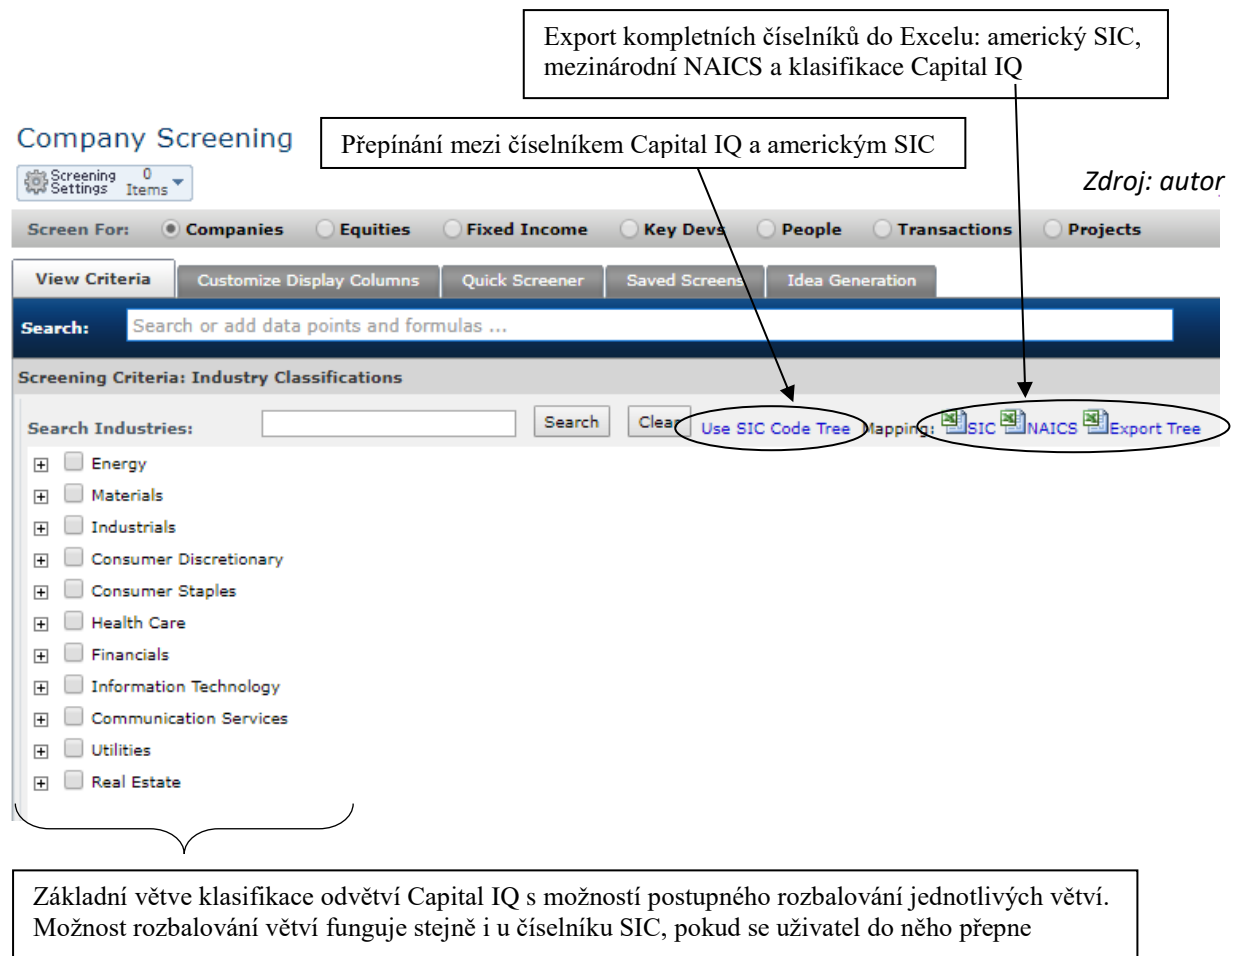 Export kompletních číselníků do Excelu: americký SIC,
mezinárodní NAICS a klasifikace Capital IQ
Company Screening
Přepínání mezi číselníkem Capital IQ a americkým SIC
Screening Settings 0 Items
Zdroj: autor
Screen For: Companies Equities Fixed Income Key Devs People Transactions Projects
View Criteria Customize Display Columns Quick Screener Saved Screens Idea Generation
Search: Search or add data points and formulas ...
Screening Criteria: Industry Classifications
Search Industries: Search Clear Use SIC Code Tree Mapping: SIC NAICS Export Tree
Energy
Materials
Industrials
Consumer Discretionary
Consumer Staples
Health Care
Financials
Information Technology
Communication Services
Utilities
Real Estate
Základní větve klasifikace odvětví Capital IQ s možností postupného rozbalování jednotlivých větví.
Možnost rozbalování větví funguje stejně i u číselníku SIC, pokud se uživatel do něho přepne